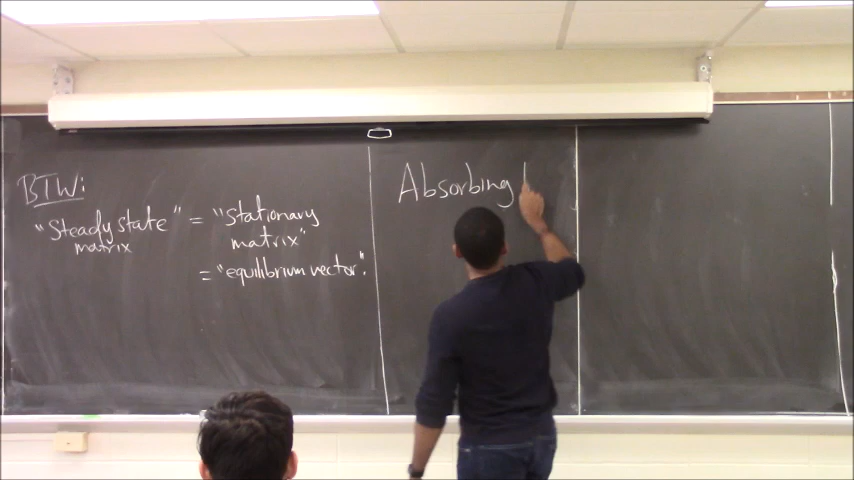 BTW:
"Steady state" = "stationary
matrix matrix"
= "equilibrium vector".
Absorbing